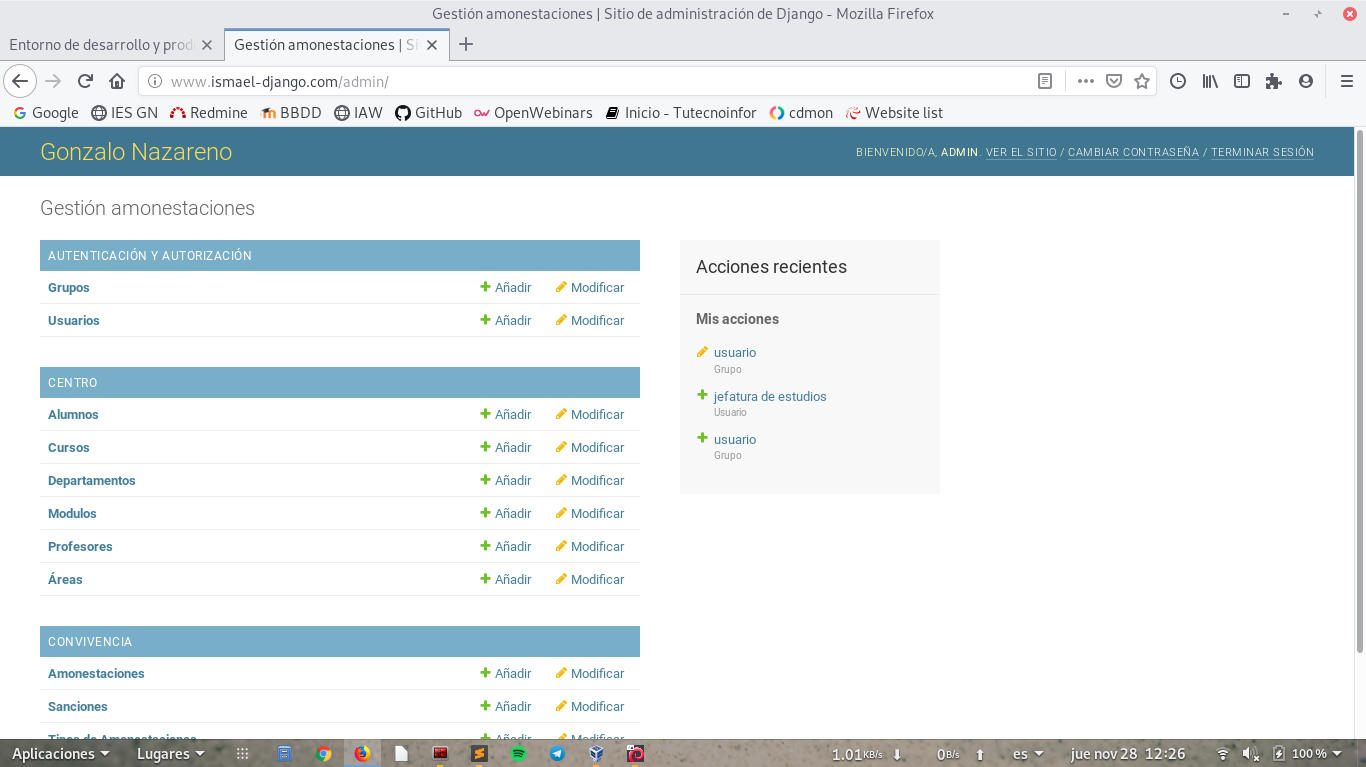 Gestión amonestaciones | Sitio de administración de Django - Mozilla Firefox
Entorno de desarrollo y prod
Gestión amonestaciones | Si
www.ismael-django.com/admin/
Google IES GN Redmine BBDD IAW GitHub OpenWebinars Inicio - Tutecnoinfor cdmon Website list
Gonzalo Nazareno
BIENVENIDO/A, ADMIN. VER EL SITIO / CAMBIAR CONTRASEÑA / TERMINAR SESIÓN
Gestión amonestaciones
AUTENTICACIÓN Y AUTORIZACIÓN
Grupos Añadir Modificar
Usuarios Añadir Modificar
CENTRO
Alumnos Añadir Modificar
Cursos Añadir Modificar
Departamentos Añadir Modificar
Modulos Añadir Modificar
Profesores Añadir Modificar
Áreas Añadir Modificar
CONVIVENCIA
Amonestaciones Añadir Modificar
Sanciones Añadir Modificar
Tipos de Amonestaciones Añadir Modificar
Acciones recientes
Mis acciones
usuario
Grupo
jefatura de estudios
Usuario
usuario
Grupo
Aplicaciones Lugares 1.01KB/s 0B/s es jue nov 28 12:26 100 %